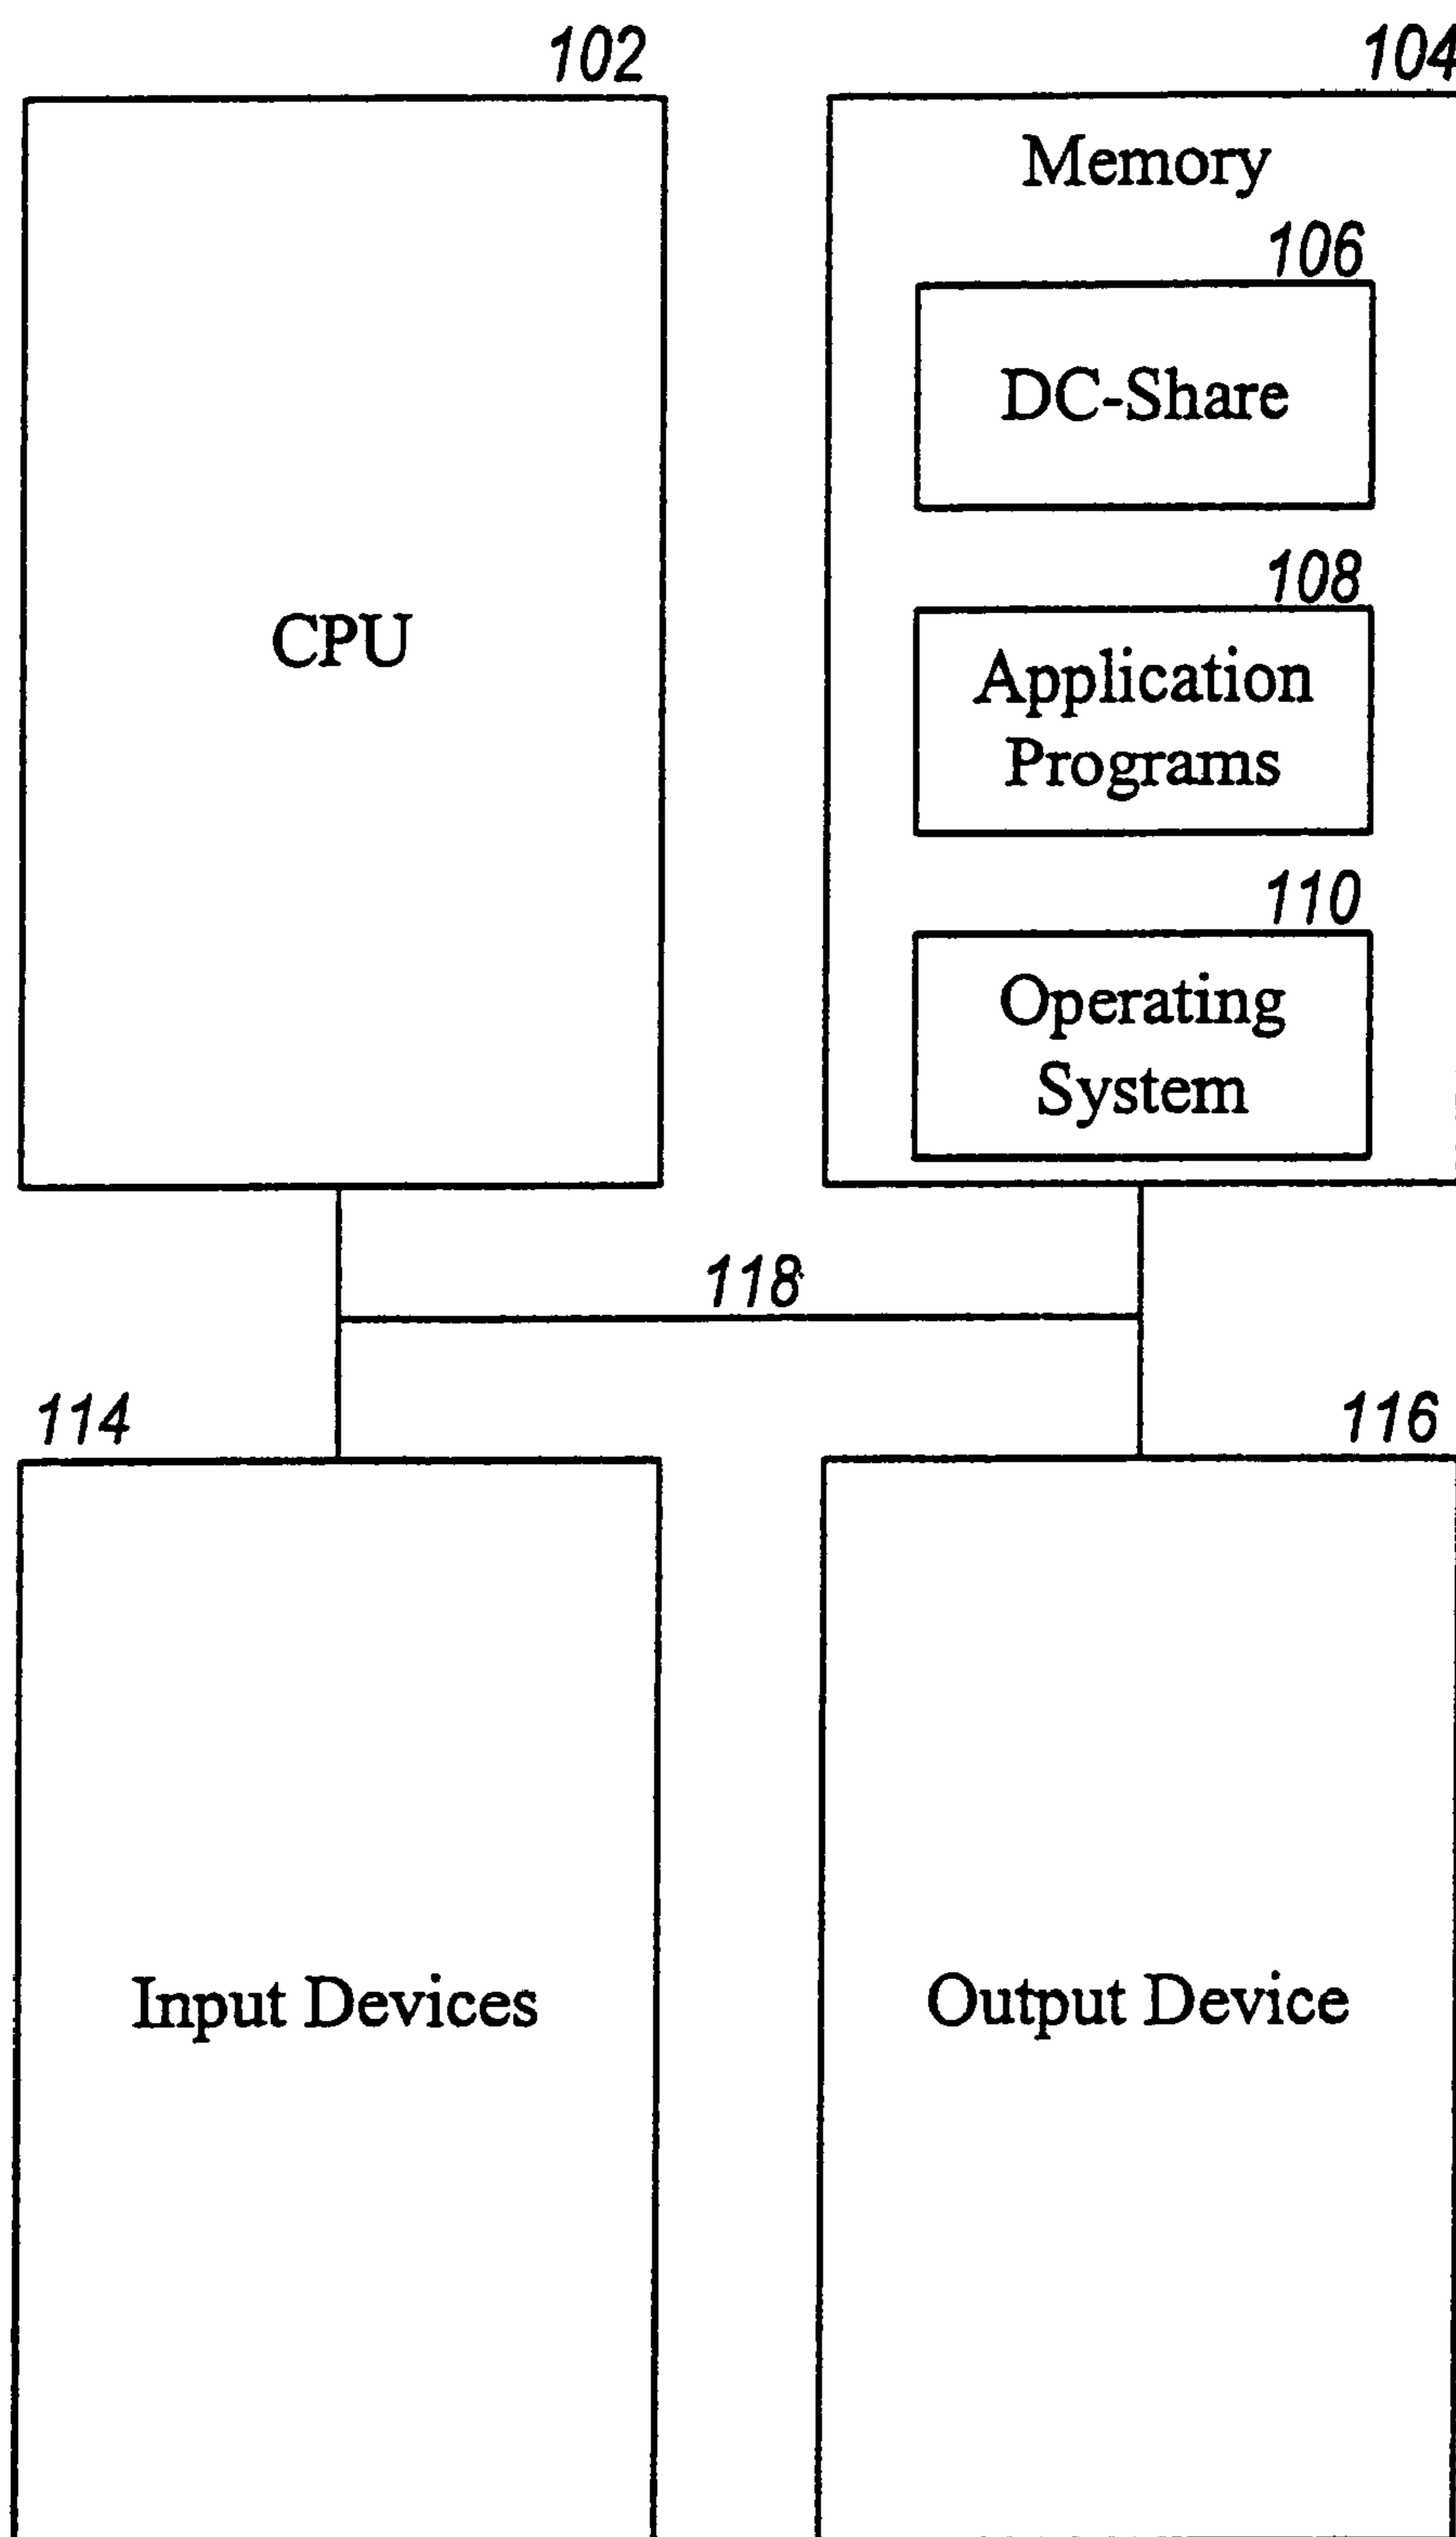 102
104
Memory
106
DC-Share
108
CPU
Application
Programs
110
Operating
System
118
114
116
Input Devices
Output Device